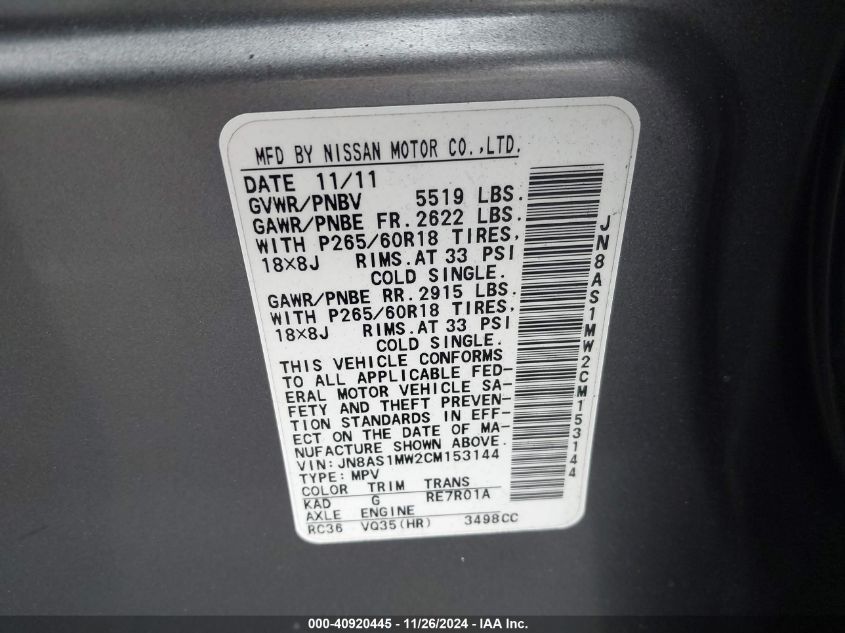 MFD BY NISSAN MOTOR CO.,LTD.
DATE 11/11
GVWR/PNBV 5519 LBS.
GAWR/PNBE FR. 2622 LBS.
WITH P265/60R18 TIRES,
18×8J RIMS.AT 33 PSI
COLD SINGLE.
GAWR/PNBE RR. 2915 LBS.
WITH P265/60R18 TIRES,
18×8J RIMS.AT 33 PSI
COLD SINGLE.
THIS VEHICLE CONFORMS
TO ALL APPLICABLE FED-
ERAL MOTOR VEHICLE SA-
FETY AND THEFT PREVEN-
TION STANDARDS IN EFF-
ECT ON THE DATE OF MA-
NUFACTURE SHOWN ABOVE.
VIN: JN8AS1MW2CM153144
TYPE: MPV
COLOR TRIM TRANS
KAD G RE7R01A
AXLE ENGINE
RC36 VQ35(HR) 3498CC
JN8AS1MW2CM153144
000-40920445 - 11/26/2024 - IAA Inc.